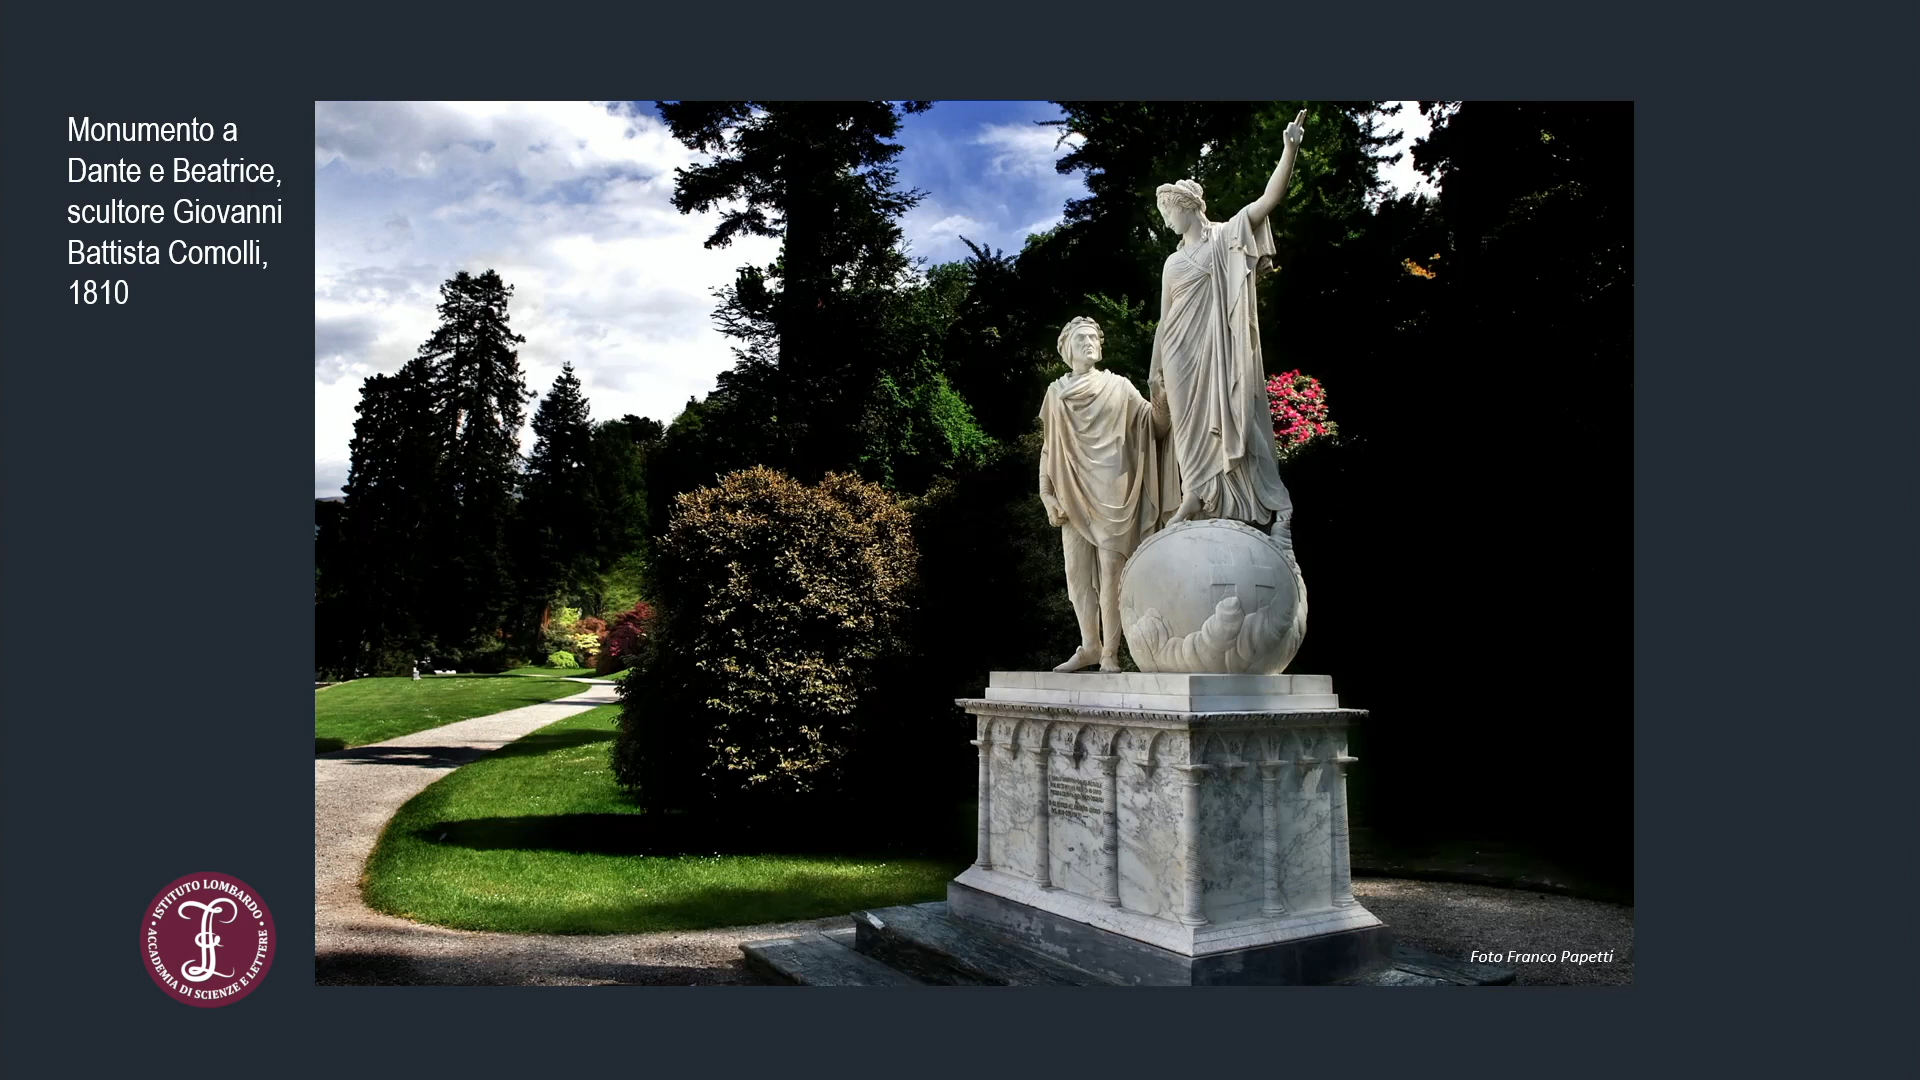 Monumento a
Dante e Beatrice,
scultore Giovanni
Battista Comolli,
1810
• ISTITUTO LOMBARDO •
ACCADEMIA DI SCIENZE E LETTERE
Foto Franco Papetti